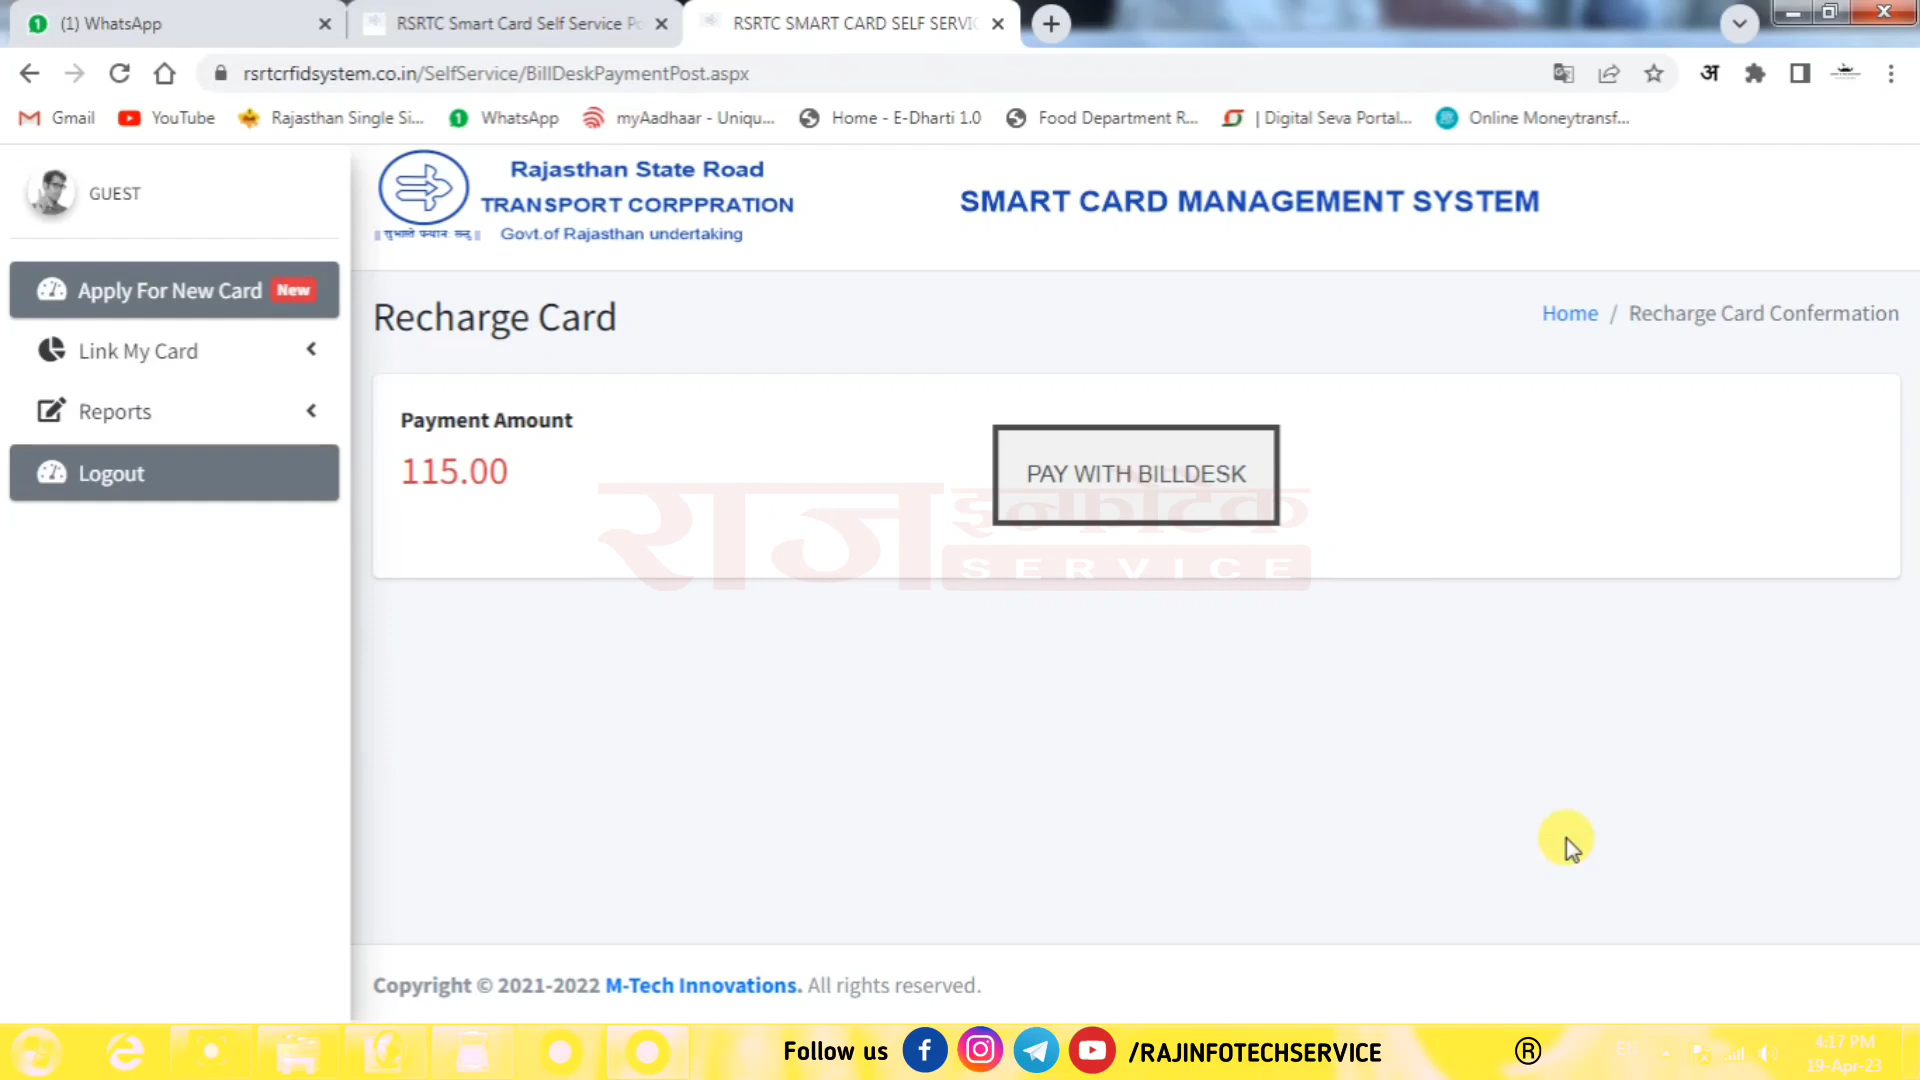 (1) WhatsApp
RSRTC Smart Card Self Service Po
RSRTC SMART CARD SELF SERVIC
rsrtcrfidsystem.co.in/SelfService/BillDeskPaymentPost.aspx
अ
Gmail
YouTube
Rajasthan Single Si...
WhatsApp
myAadhaar - Uniqu...
Home - E-Dharti 1.0
Food Department R...
| Digital Seva Portal...
Online Moneytransf...
GUEST
Rajasthan State Road
TRANSPORT CORPPRATION
Govt.of Rajasthan undertaking
SMART CARD MANAGEMENT SYSTEM
Apply For New Card New
Link My Card
Reports
Logout
Recharge Card
Home / Recharge Card Confermation
Payment Amount
115.00
PAY WITH BILLDESK
राज इन्फोटेक
SERVICE
Copyright © 2021-2022 M-Tech Innovations. All rights reserved.
Follow us /RAJINFOTECHSERVICE ®
EN
4:17 PM
19-Apr-23